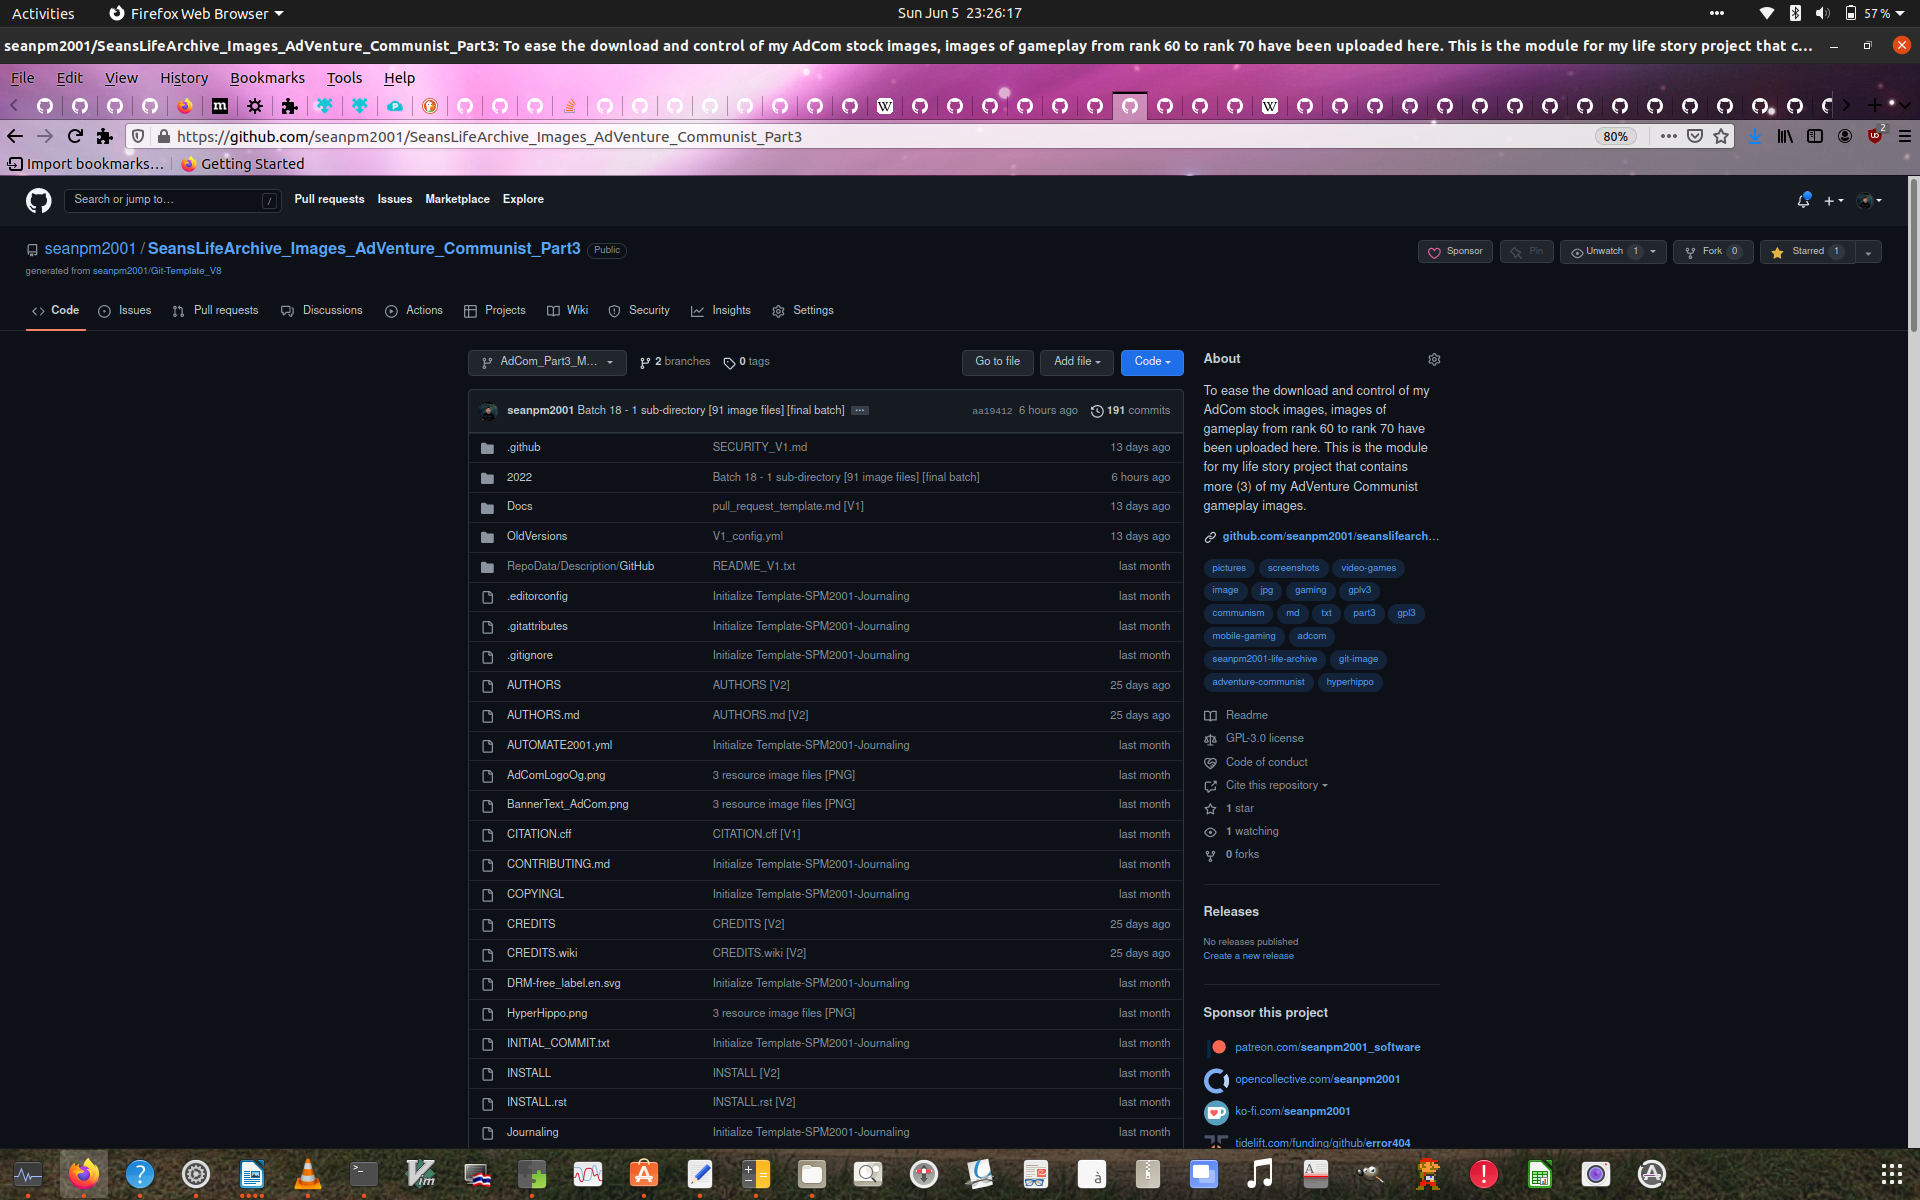 Activities
Firefox Web Browser
Sun Jun 5 23:26:17
57 %
seanpm2001/SeansLifeArchive_Images_AdVenture_Communist_Part3: To ease the download and control of my AdCom stock images, images of gameplay from rank 60 to rank 70 have been uploaded here. This is the module for my life story project that c...
File Edit View History Bookmarks Tools Help
https://github.com/seanpm2001/SeansLifeArchive_Images_AdVenture_Communist_Part3
80%
2
Import bookmarks...
Getting Started
Search or jump to...
/
Pull requests Issues Marketplace Explore
seanpm2001 / SeansLifeArchive_Images_AdVenture_Communist_Part3 Public
generated from seanpm2001/Git-Template_V8
Sponsor Pin Unwatch 1 Fork 0 Starred 1
Code Issues Pull requests Discussions Actions Projects Wiki Security Insights Settings
AdCom_Part3_M... 2 branches 0 tags Go to file Add file Code
seanpm2001 Batch 18 - 1 sub-directory [91 image files] [final batch] ... aa19412 6 hours ago 191 commits
.github SECURITY_V1.md 13 days ago
2022 Batch 18 - 1 sub-directory [91 image files] [final batch] 6 hours ago
Docs pull_request_template.md [V1] 13 days ago
OldVersions V1_config.yml 13 days ago
RepoData/Description/GitHub README_V1.txt last month
.editorconfig Initialize Template-SPM2001-Journaling last month
.gitattributes Initialize Template-SPM2001-Journaling last month
.gitignore Initialize Template-SPM2001-Journaling last month
AUTHORS AUTHORS [V2] 25 days ago
AUTHORS.md AUTHORS.md [V2] 25 days ago
AUTOMATE2001.yml Initialize Template-SPM2001-Journaling last month
AdComLogoOg.png 3 resource image files [PNG] last month
BannerText_AdCom.png 3 resource image files [PNG] last month
CITATION.cff CITATION.cff [V1] last month
CONTRIBUTING.md Initialize Template-SPM2001-Journaling last month
COPYINGL Initialize Template-SPM2001-Journaling last month
CREDITS CREDITS [V2] 25 days ago
CREDITS.wiki CREDITS.wiki [V2] 25 days ago
DRM-free_label.en.svg Initialize Template-SPM2001-Journaling last month
HyperHippo.png 3 resource image files [PNG] last month
INITIAL_COMMIT.txt Initialize Template-SPM2001-Journaling last month
INSTALL INSTALL [V2] last month
INSTALL.rst INSTALL.rst [V2] last month
Journaling Initialize Template-SPM2001-Journaling last month
About
To ease the download and control of my
AdCom stock images, images of
gameplay from rank 60 to rank 70 have
been uploaded here. This is the module
for my life story project that contains
more (3) of my AdVenture Communist
gameplay images.
github.com/seanpm2001/seanslifearch...
pictures screenshots video-games
image jpg gaming gplv3
communism md txt part3 gpl3
mobile-gaming adcom
seanpm2001-life-archive git-image
adventure-communist hyperhippo
Readme
GPL-3.0 license
Code of conduct
Cite this repository
1 star
1 watching
0 forks
Releases
No releases published
Create a new release
Sponsor this project
patreon.com/seanpm2001_software
opencollective.com/seanpm2001
ko-fi.com/seanpm2001
tidelift.com/funding/github/error404